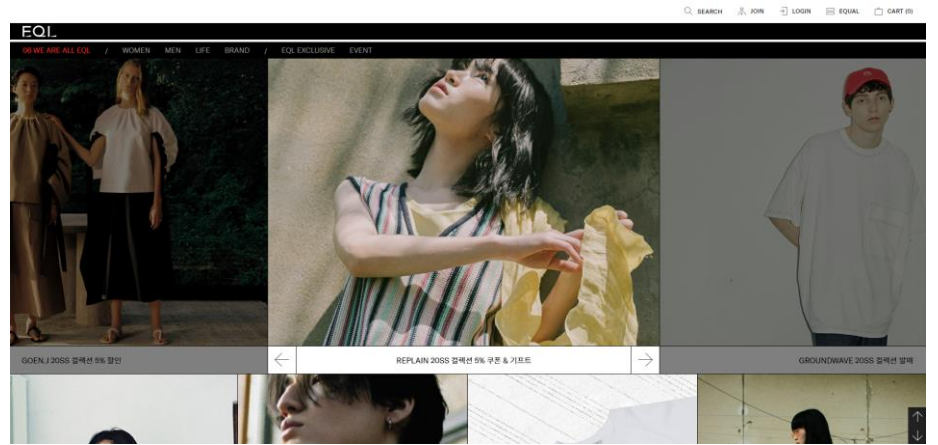 SEARCH JOIN LOGIN EQUAL CART (0)
EQL
06 WE ARE ALL EQL / WOMEN MEN LIFE BRAND / EQL EXCLUSIVE EVENT
GOEN.J 20SS 컬렉션 5% 할인
REPLAIN 20SS 컬렉션 5% 쿠폰 & 기프트
GROUNDWAVE 20SS 컬렉션 발매